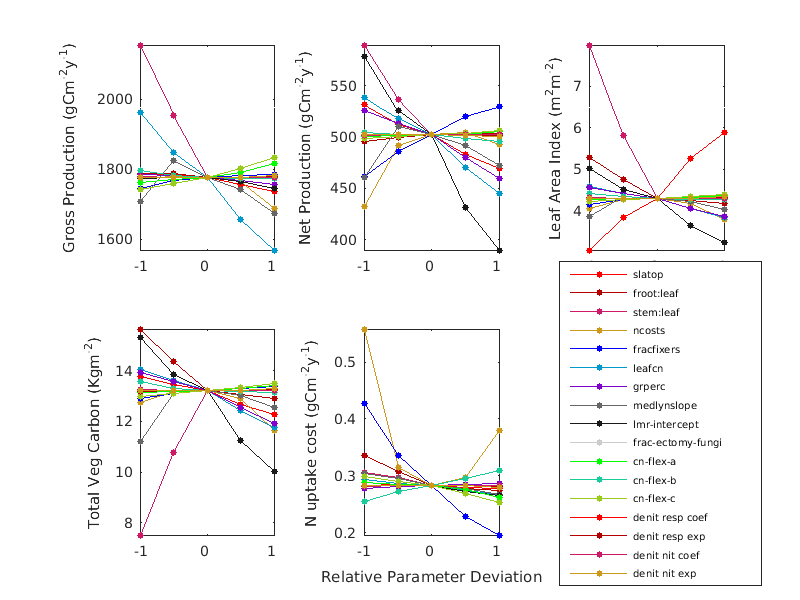 Gross Production (gCm⁻²y⁻¹)
2000
1800
1600
-1 0 1
Net Production (gCm⁻²y⁻¹)
550
500
450
400
-1 0 1
Leaf Area Index (m²m⁻²)
7
6
5
4
Total Veg Carbon (Kgm⁻²)
14
12
10
8
-1 0 1
N uptake cost (gCm⁻²y⁻¹)
0.5
0.4
0.3
0.2
-1 0 1
Relative Parameter Deviation
slatop
froot:leaf
stem:leaf
ncosts
fracfixers
leafcn
grperc
medlynslope
lmr-intercept
frac-ectomy-fungi
cn-flex-a
cn-flex-b
cn-flex-c
denit resp coef
denit resp exp
denit nit coef
denit nit exp